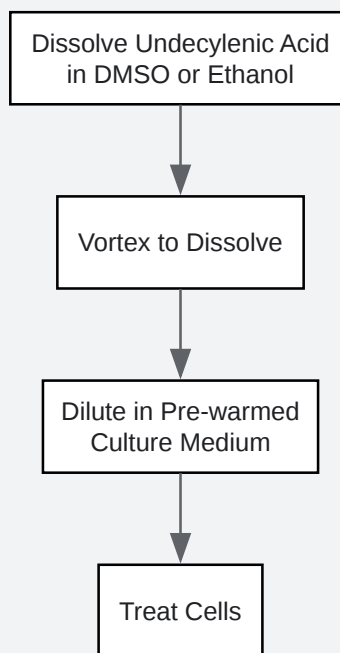 Dissolve Undecylenic Acid
in DMSO or Ethanol
Vortex to Dissolve
Dilute in Pre-warmed
Culture Medium
Treat Cells